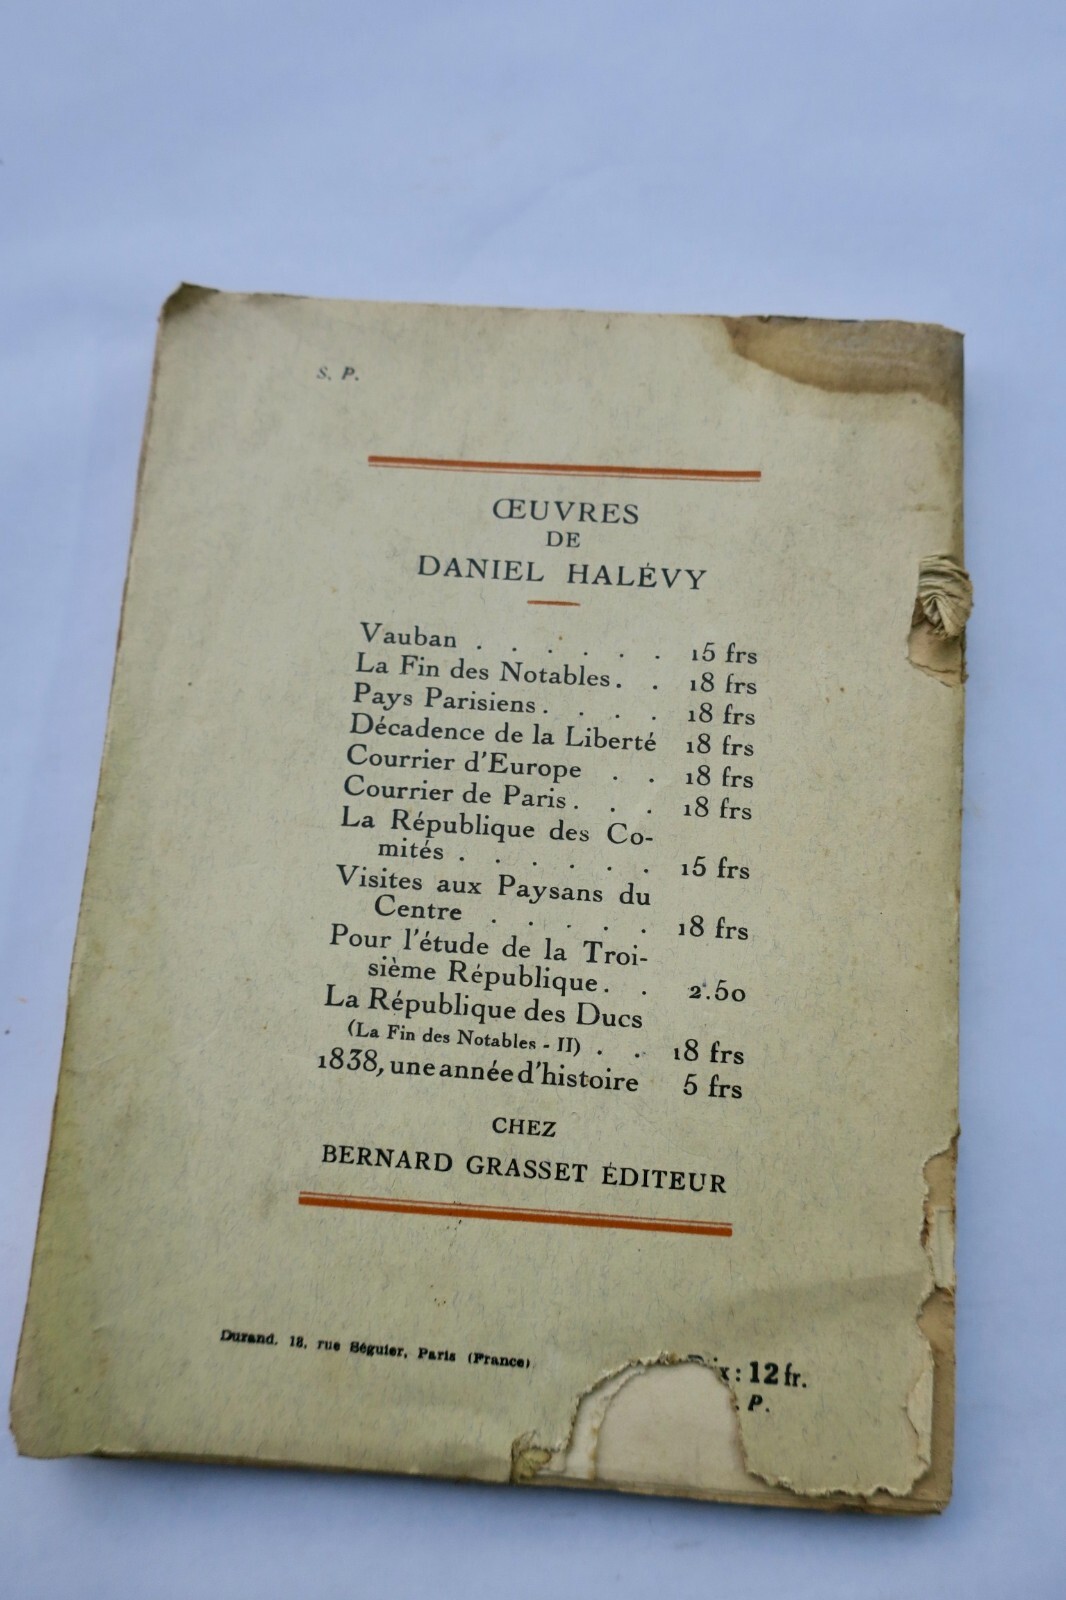 S. P.
ŒUVRES
DE
DANIEL HALÉVY
Vauban . . . . . . 15 frs
La Fin des Notables. . 18 frs
Pays Parisiens. . . . . 18 frs
Décadence de la Liberté 18 frs
Courrier d'Europe . . 18 frs
Courrier de Paris. . . . 18 frs
La République des Co-
mités . . . . . . . 15 frs
Visites aux Paysans du
Centre . . . . . 18 frs
Pour l'étude de la Troi-
sième République. . 2.50
La République des Ducs
(La Fin des Notables - II) . . 18 frs
1838, une année d'histoire 5 frs
CHEZ
BERNARD GRASSET ÉDITEUR
Durand. 18, rue Séguier, Paris (France)
: 12 fr.
P.